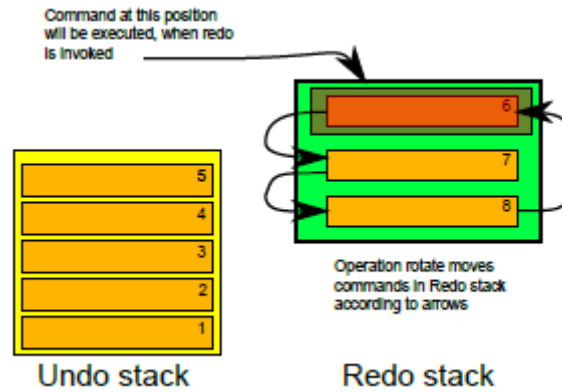 Command at this position
will be executed, when redo
is invoked
6
7
8
5
4
3
2
1
Operation rotate moves
commands in Redo stack
according to arrows
Undo stack
Redo stack